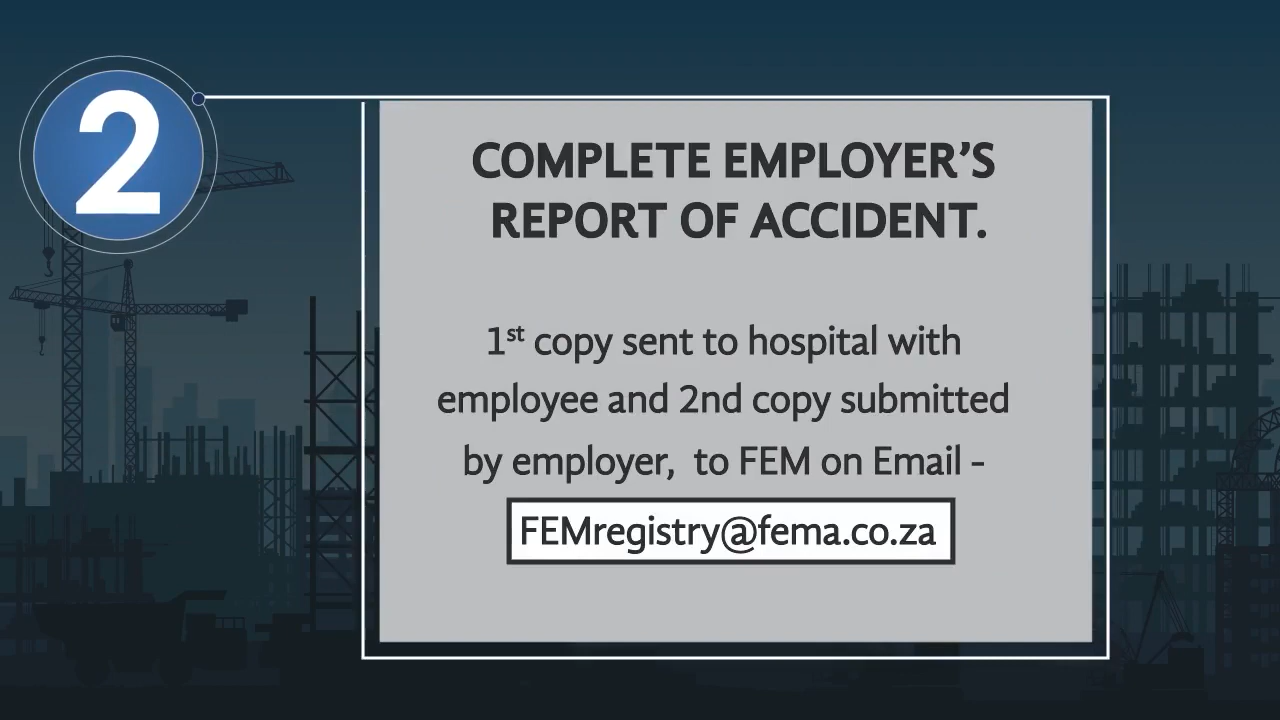 2
COMPLETE EMPLOYER’S
REPORT OF ACCIDENT.
1st copy sent to hospital with
employee and 2nd copy submitted
by employer, to FEM on Email -
FEMregistry@fema.co.za